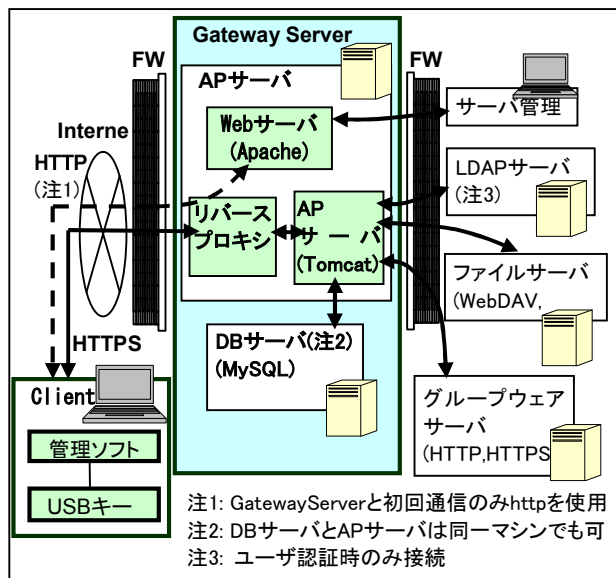 Gateway Server
FW
FW
APサーバ
サーバ管理
Webサーバ
(Apache)
Interne
HTTP
(注1)
LDAPサーバ
(注3)
リバース
プロキシ
AP
サーバ
(Tomcat)
ファイルサーバ
(WebDAV,
HTTPS
DBサーバ(注2)
(MySQL)
Client
管理ソフト
USBキー
グループウェア
サーバ
(HTTP,HTTPS
注1: GatewayServerと初回通信のみhttpを使用
注2: DBサーバとAPサーバは同一マシンでも可
注3: ユーザ認証時のみ接続